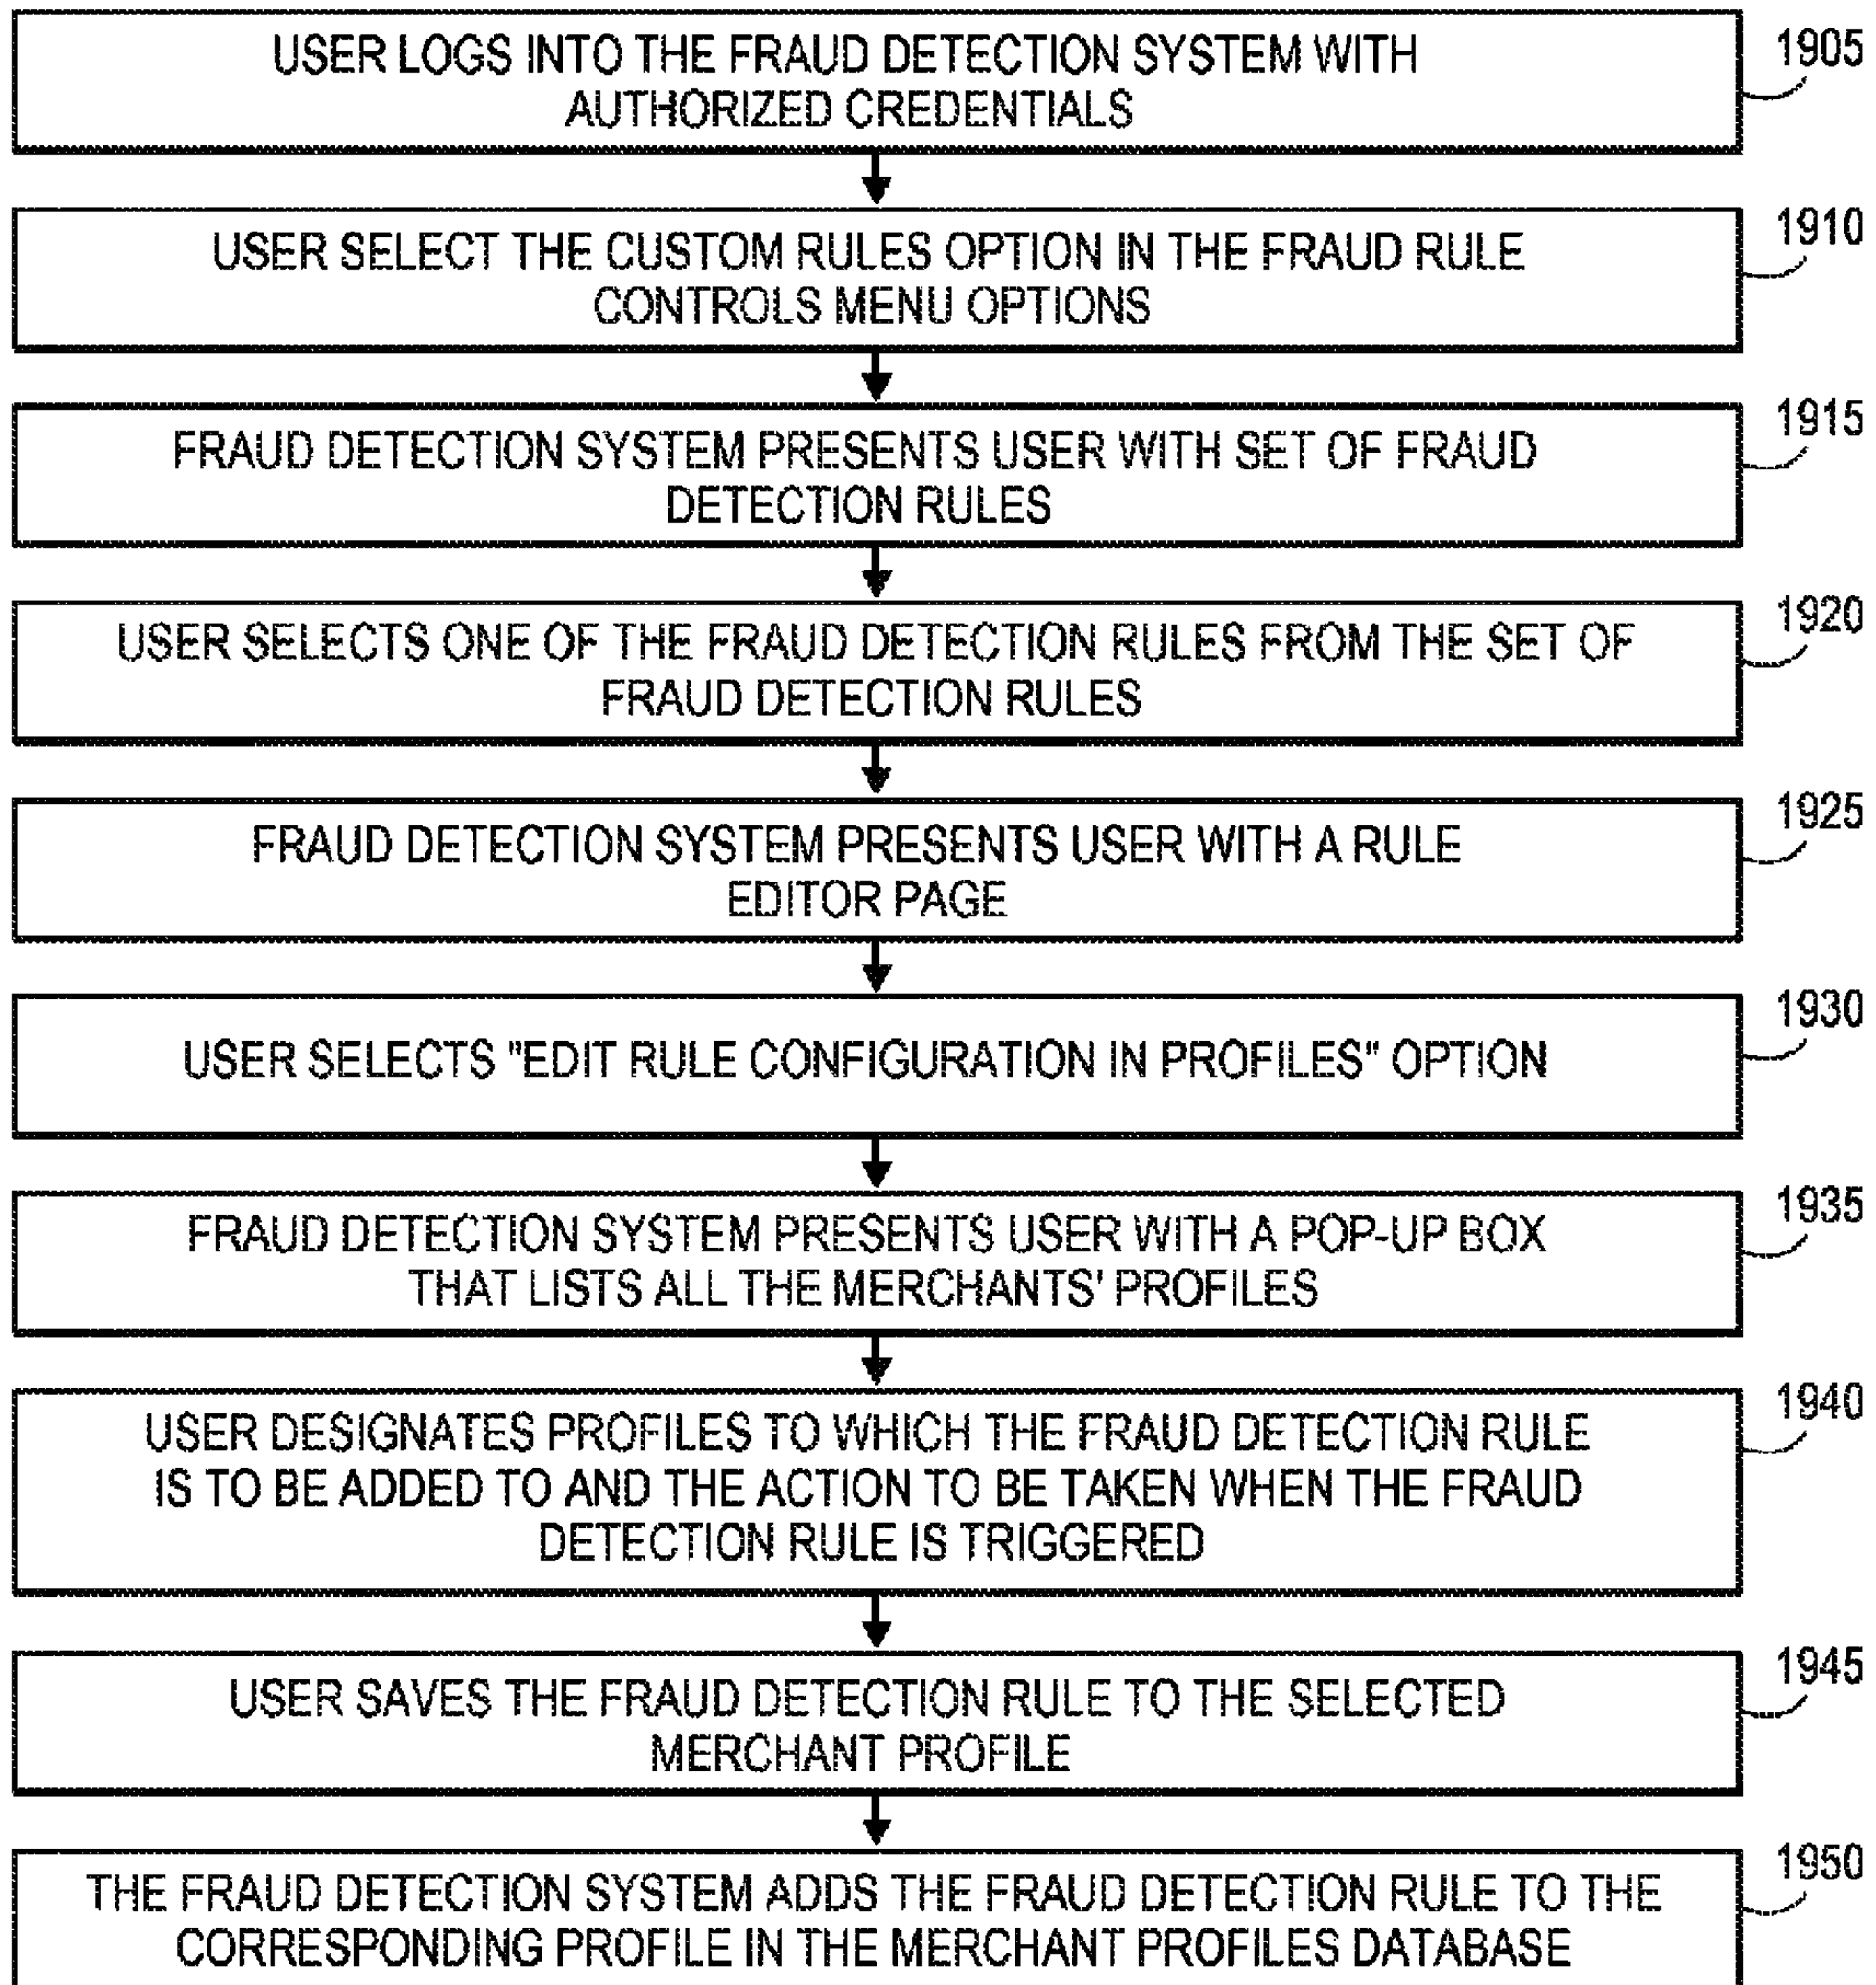 USER LOGS INTO THE FRAUD DETECTION SYSTEM WITH
AUTHORIZED CREDENTIALS
1905
USER SELECT THE CUSTOM RULES OPTION IN THE FRAUD RULE
CONTROLS MENU OPTIONS
1910
FRAUD DETECTION SYSTEM PRESENTS USER WITH SET OF FRAUD
DETECTION RULES
1915
USER SELECTS ONE OF THE FRAUD DETECTION RULES FROM THE SET OF
FRAUD DETECTION RULES
1920
FRAUD DETECTION SYSTEM PRESENTS USER WITH A RULE
EDITOR PAGE
1925
USER SELECTS "EDIT RULE CONFIGURATION IN PROFILES" OPTION
1930
FRAUD DETECTION SYSTEM PRESENTS USER WITH A POP-UP BOX
THAT LISTS ALL THE MERCHANTS' PROFILES
1935
USER DESIGNATES PROFILES TO WHICH THE FRAUD DETECTION RULE
IS TO BE ADDED TO AND THE ACTION TO BE TAKEN WHEN THE FRAUD
DETECTION RULE IS TRIGGERED
1940
USER SAVES THE FRAUD DETECTION RULE TO THE SELECTED
MERCHANT PROFILE
1945
THE FRAUD DETECTION SYSTEM ADDS THE FRAUD DETECTION RULE TO THE
CORRESPONDING PROFILE IN THE MERCHANT PROFILES DATABASE
1950